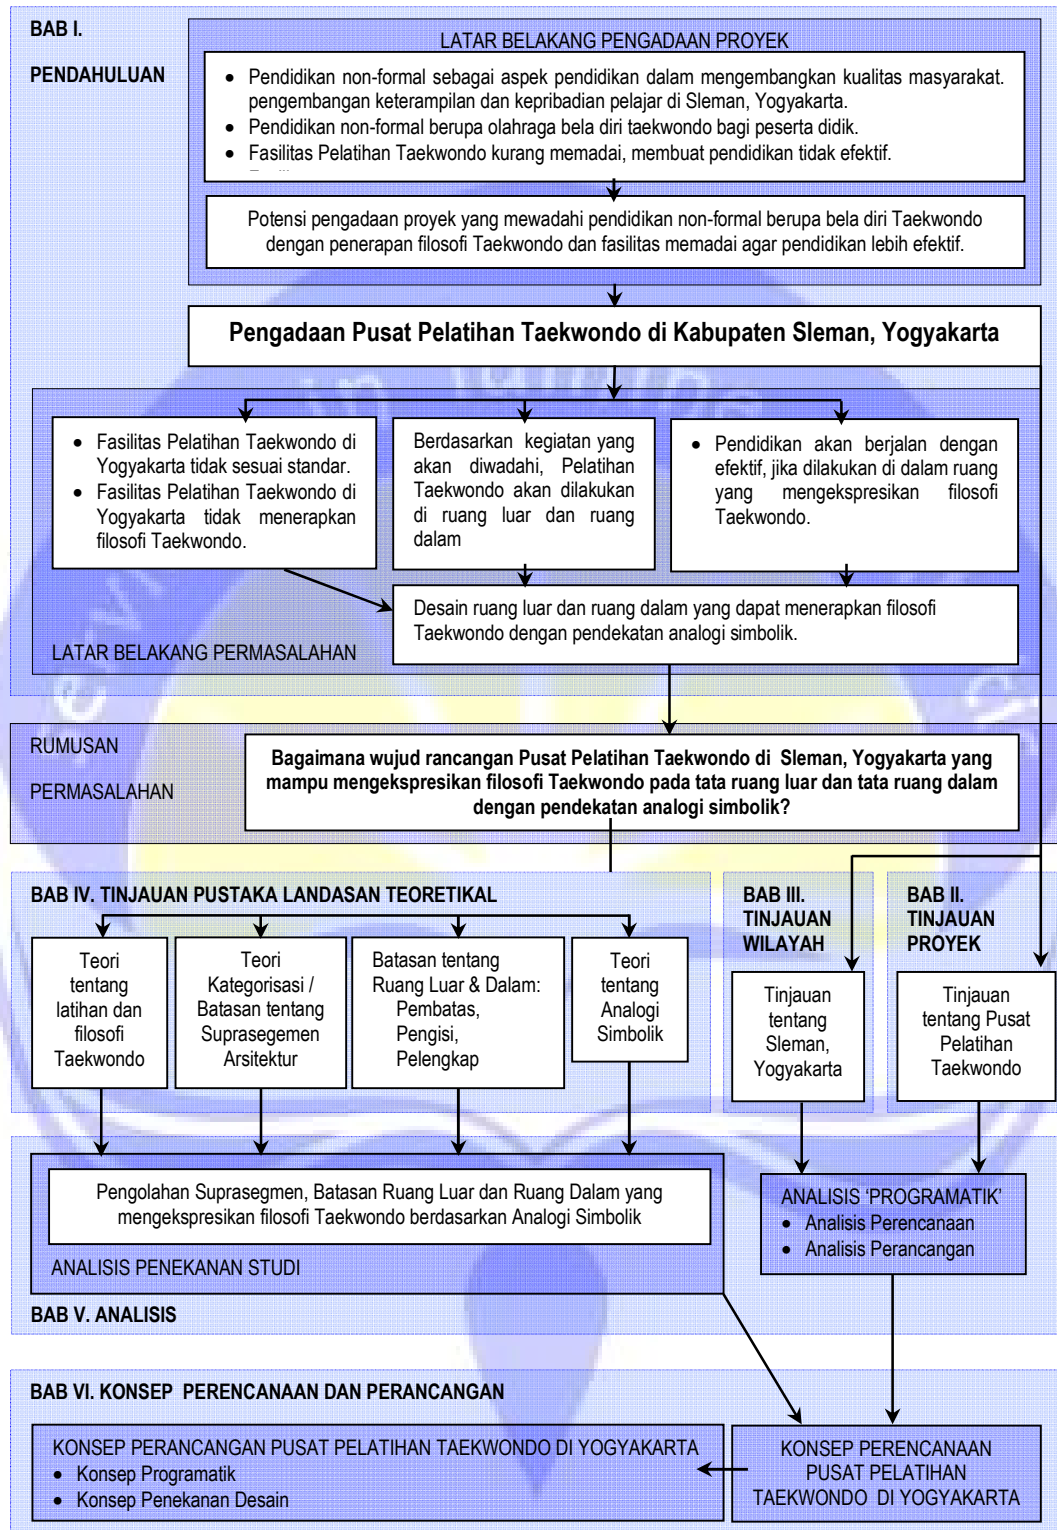 BAB I.
PENDAHULUAN
LATAR BELAKANG PENGADAAN PROYEK
• Pendidikan non-formal sebagai aspek pendidikan dalam mengembangkan kualitas masyarakat.
pengembangan keterampilan dan kepribadian pelajar di Sleman, Yogyakarta.
• Pendidikan non-formal berupa olahraga bela diri taekwondo bagi peserta didik.
• Fasilitas Pelatihan Taekwondo kurang memadai, membuat pendidikan tidak efektif.
Potensi pengadaan proyek yang mewadahi pendidikan non-formal berupa bela diri Taekwondo
dengan penerapan filosofi Taekwondo dan fasilitas memadai agar pendidikan lebih efektif.
Pengadaan Pusat Pelatihan Taekwondo di Kabupaten Sleman, Yogyakarta
• Fasilitas Pelatihan Taekwondo di
Yogyakarta tidak sesuai standar.
• Fasilitas Pelatihan Taekwondo di
Yogyakarta tidak menerapkan
filosofi Taekwondo.
Berdasarkan kegiatan yang
akan diwadahi, Pelatihan
Taekwondo akan dilakukan
di ruang luar dan ruang
dalam
• Pendidikan akan berjalan dengan
efektif, jika dilakukan di dalam ruang
yang mengekspresikan filosofi
Taekwondo.
Desain ruang luar dan ruang dalam yang dapat menerapkan filosofi
Taekwondo dengan pendekatan analogi simbolik.
LATAR BELAKANG PERMASALAHAN
RUMUSAN
PERMASALAHAN
Bagaimana wujud rancangan Pusat Pelatihan Taekwondo di Sleman, Yogyakarta yang
mampu mengekspresikan filosofi Taekwondo pada tata ruang luar dan tata ruang dalam
dengan pendekatan analogi simbolik?
BAB IV. TINJAUAN PUSTAKA LANDASAN TEORETIKAL
Teori
tentang
latihan dan
filosofi
Taekwondo
Teori
Kategorisasi /
Batasan tentang
Suprasegemen
Arsitektur
Batasan tentang
Ruang Luar & Dalam:
Pembatas,
Pengisi,
Pelengkap
Teori
tentang
Analogi
Simbolik
BAB III.
TINJAUAN
WILAYAH
Tinjauan
tentang
Sleman,
Yogyakarta
BAB II.
TINJAUAN
PROYEK
Tinjauan
tentang Pusat
Pelatihan
Taekwondo
Pengolahan Suprasegmen, Batasan Ruang Luar dan Ruang Dalam yang
mengekspresikan filosofi Taekwondo berdasarkan Analogi Simbolik
ANALISIS PENEKANAN STUDI
ANALISIS ‘PROGRAMATIK’
• Analisis Perencanaan
• Analisis Perancangan
BAB V. ANALISIS
BAB VI. KONSEP PERENCANAAN DAN PERANCANGAN
KONSEP PERANCANGAN PUSAT PELATIHAN TAEKWONDO DI YOGYAKARTA
• Konsep Programatik
• Konsep Penekanan Desain
KONSEP PERENCANAAN
PUSAT PELATIHAN
TAEKWONDO DI YOGYAKARTA